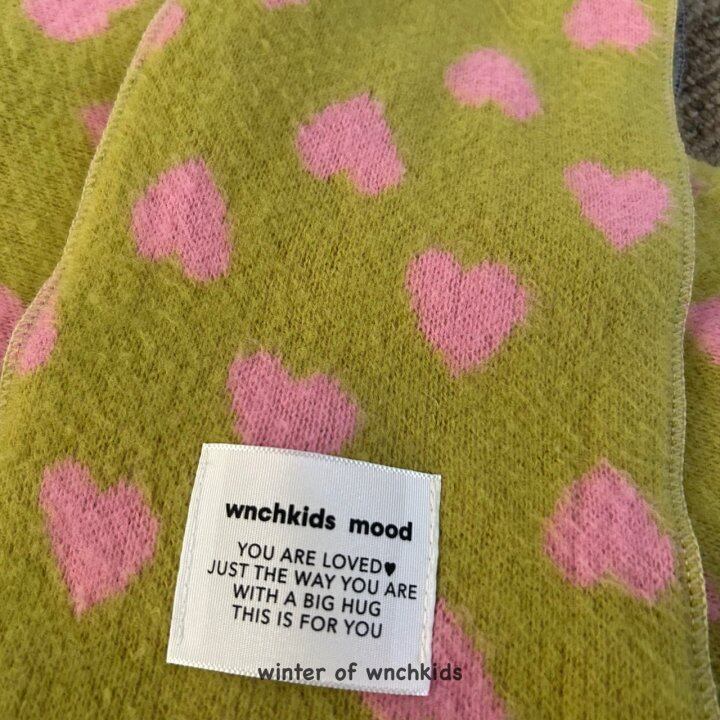 wnchkids mood
YOU ARE LOVED♥
JUST THE WAY YOU ARE
WITH A BIG HUG
THIS IS FOR YOU
winter of wnchkids